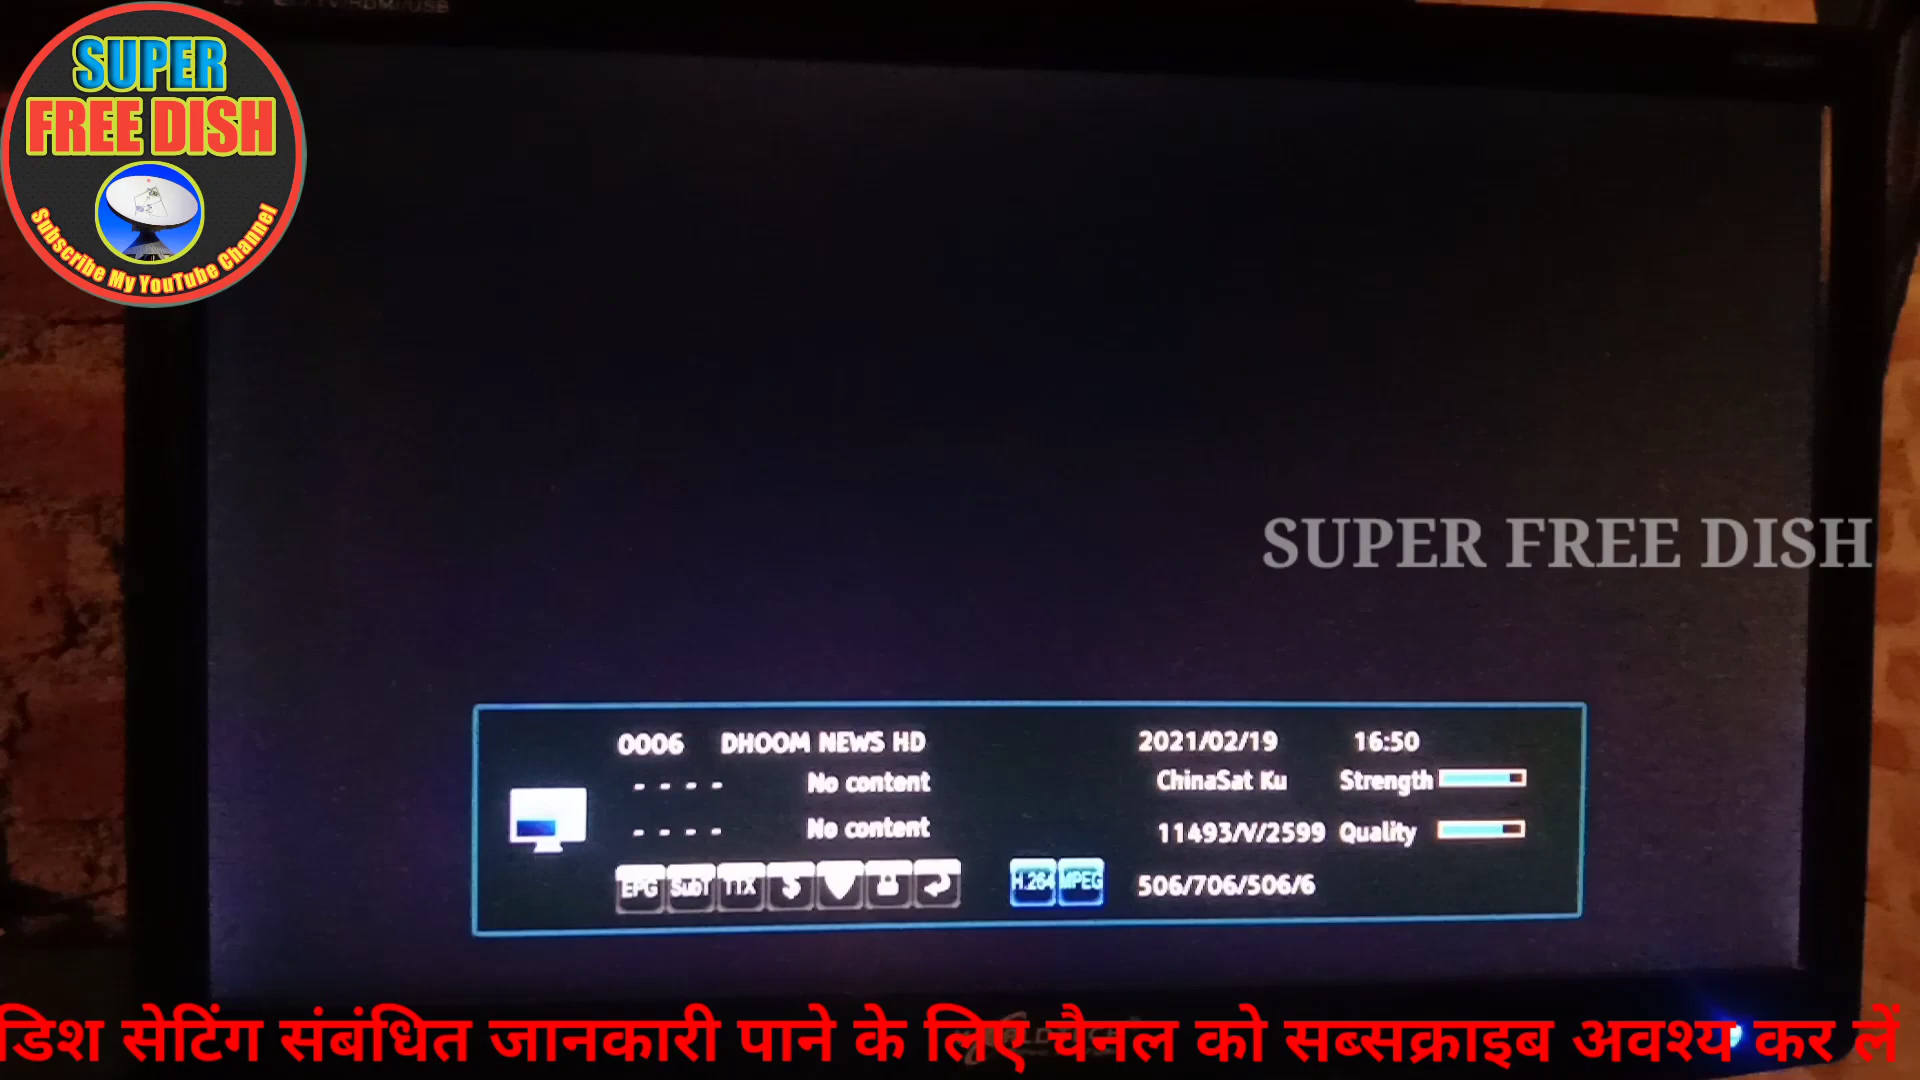 SUPER
FREE DISH
Subscribe My YouTube Channel
SUPER FREE DISH
0006 DHOOM NEWS HD 2021/02/19 16:50
- - - - No content ChinaSat Ku Strength
- - - - No content 11493/V/2599 Quality
EPG SubT TTX $ H.264 MPEG 506/706/506/6
डिश सेटिंग संबंधित जानकारी पाने के लिए चैनल को सब्सक्राइब अवश्य कर लें